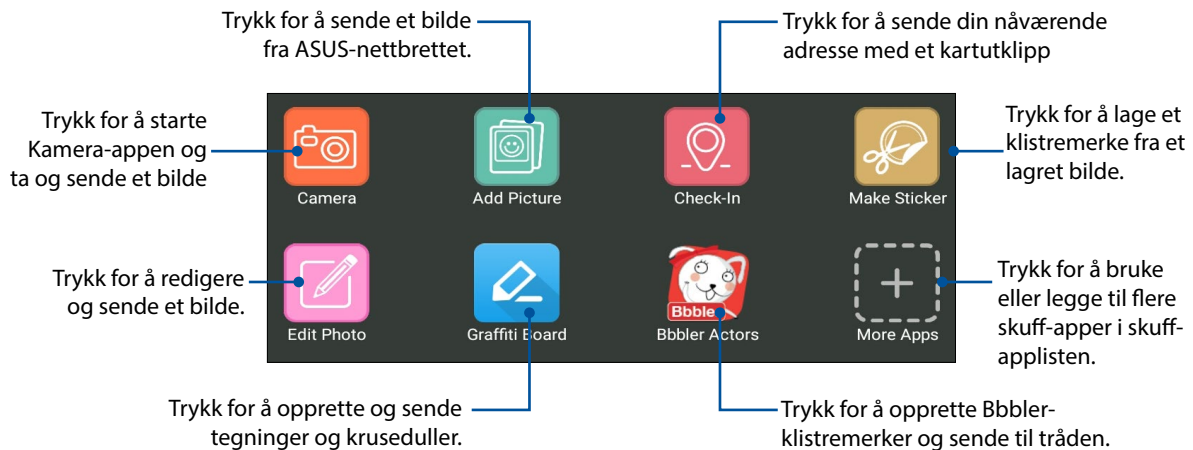 Trykk for å sende et bilde
fra ASUS-nettbrettet.
Trykk for å sende din nåværende
adresse med et kartutklipp
Trykk for å starte
Kamera-appen og
ta og sende et bilde
Trykk for å lage et
klistremerke fra et
lagret bilde.
Camera
Add Picture
Check-In
Make Sticker
Trykk for å redigere
og sende et bilde.
Bbbler
Trykk for å bruke
eller legge til flere
skuff-apper i skuff-
applisten.
Edit Photo
Graffiti Board
Bbbler Actors
More Apps
Trykk for å opprette og sende
tegninger og kruseduller.
Trykk for å opprette Bbbler-
klistremerker og sende til tråden.